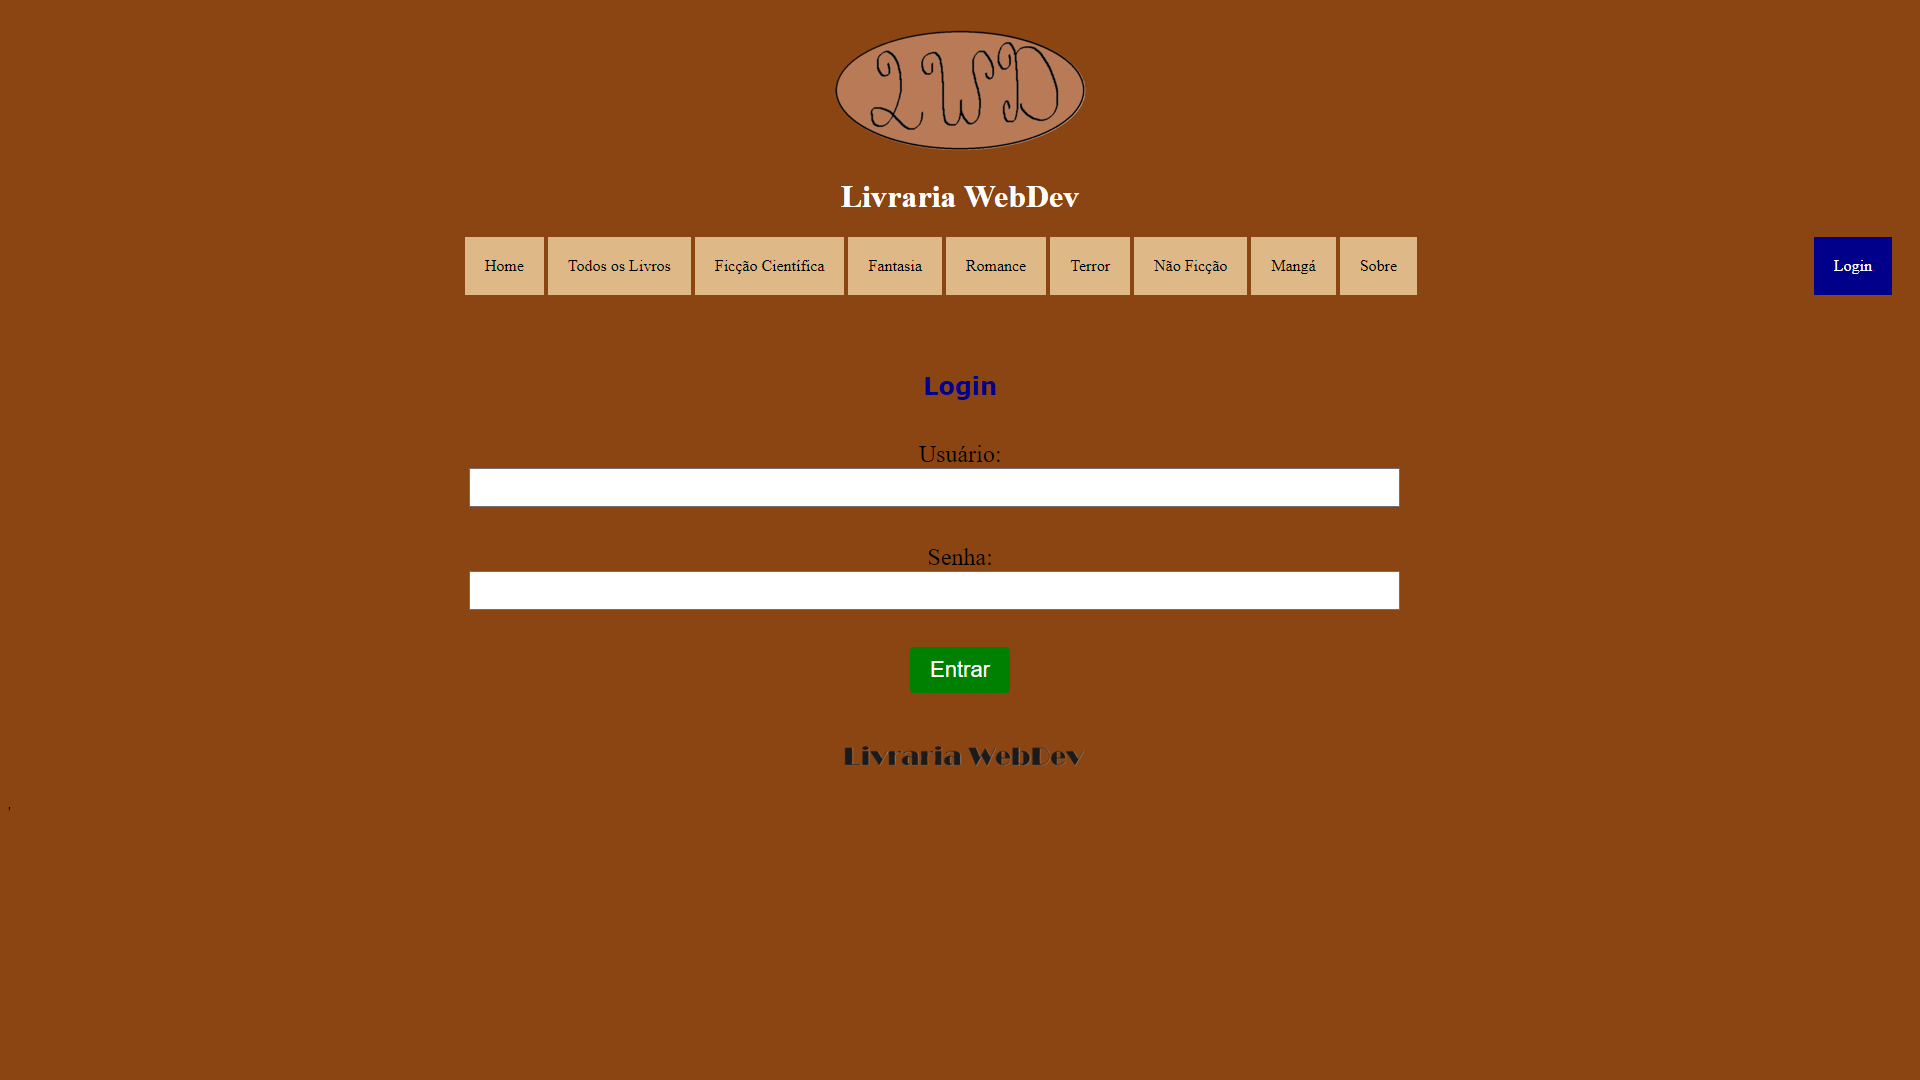 LWD
Livraria WebDev
Home Todos os Livros Ficção Científica Fantasia Romance Terror Não Ficção Mangá Sobre Login
Login
Usuário:
Senha:
Entrar
Livraria WebDev
,